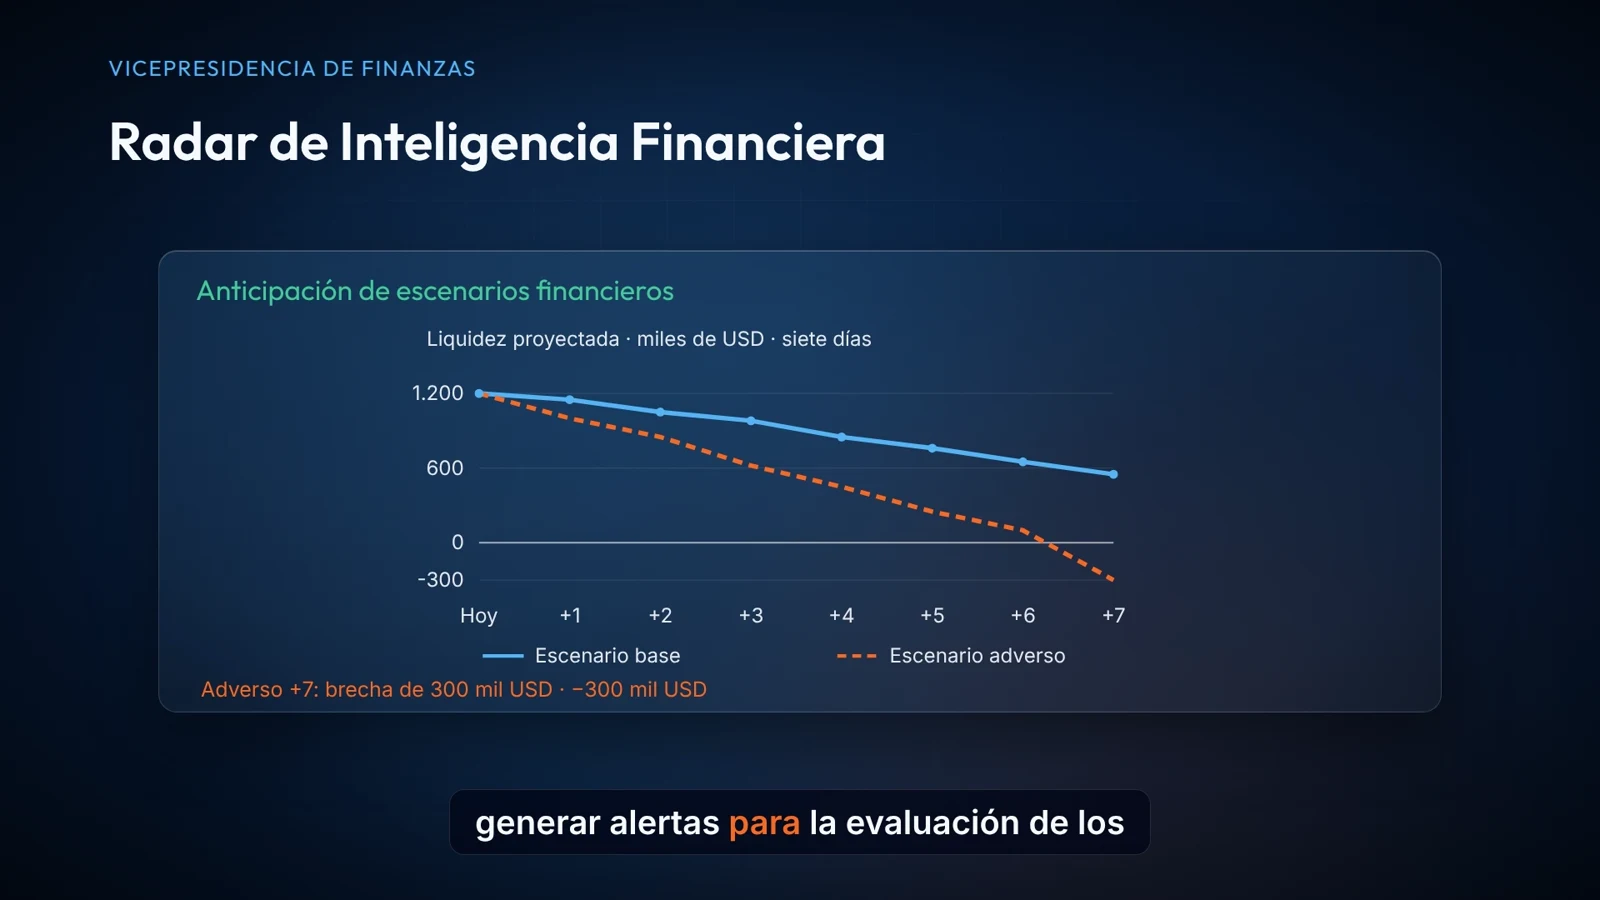 VICEPRESIDENCIA DE FINANZAS
Radar de Inteligencia Financiera
Anticipación de escenarios financieros
Liquidez proyectada · miles de USD · siete días
1.200
600
0
-300
Hoy +1 +2 +3 +4 +5 +6 +7
Escenario base Escenario adverso
Adverso +7: brecha de 300 mil USD · −300 mil USD
generar alertas para la evaluación de los